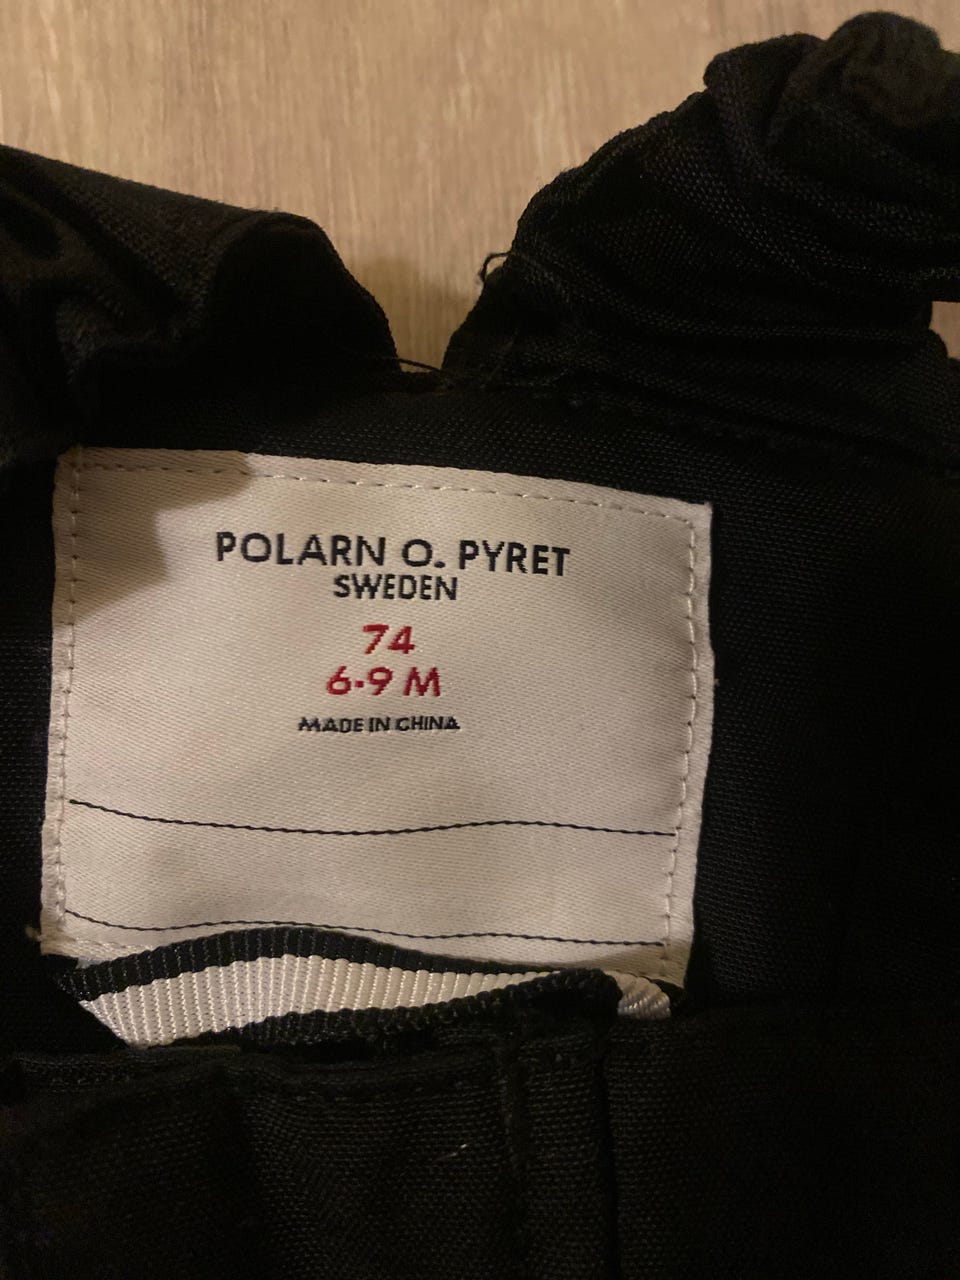 POLARN O. PYRET
SWEDEN
74
6-9 M
MADE IN CHINA